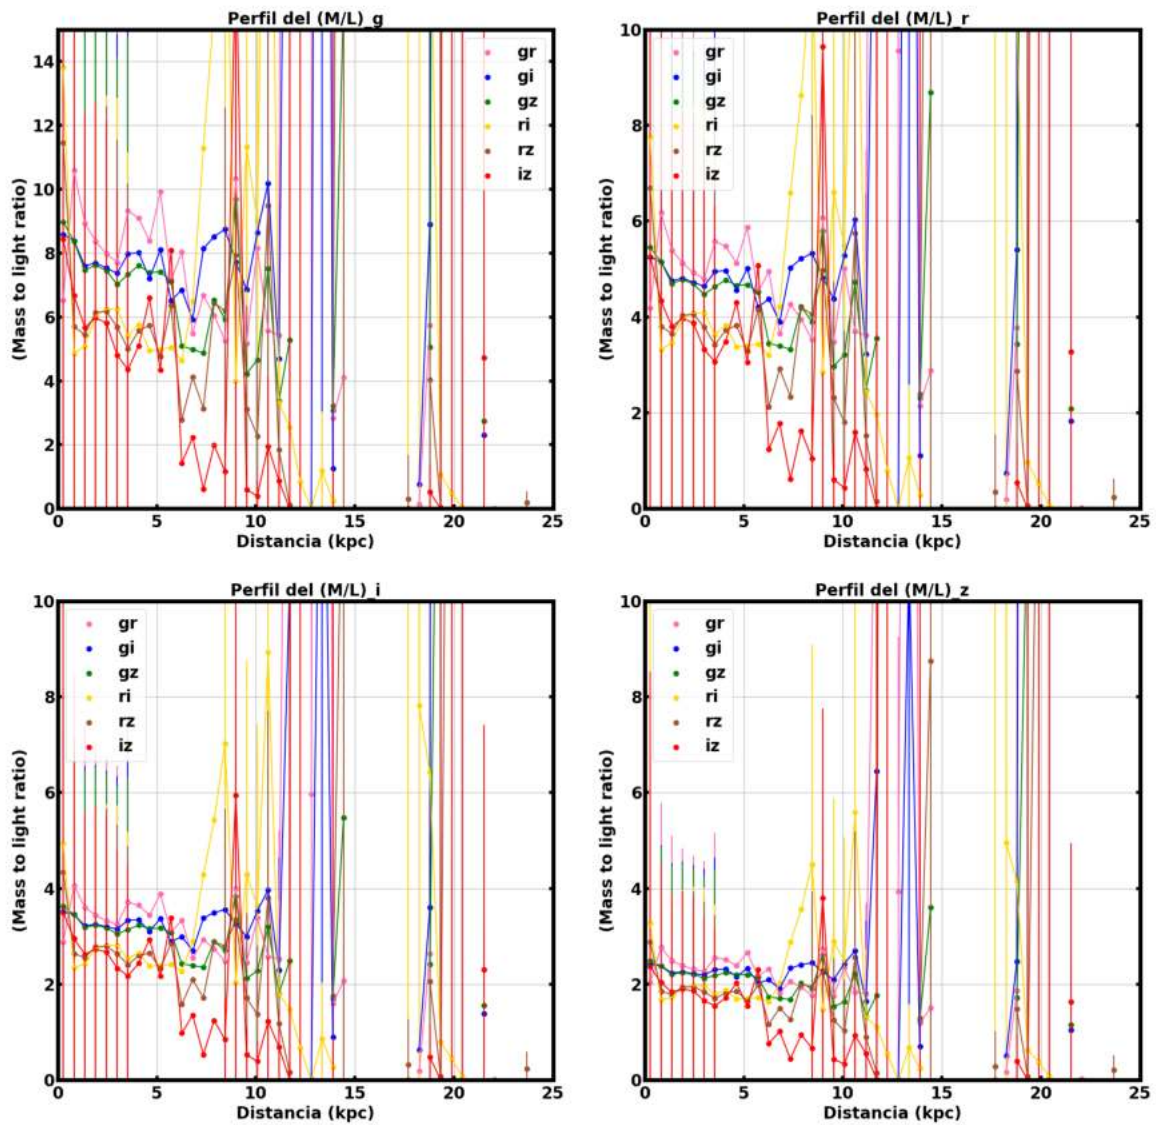 Perfil del (M/L)_g
(Mass to light ratio)
14
12
10
8
6
4
2
0
gr
gi
gz
ri
rz
iz
0 5 10 15 20 25
Distancia (kpc)
Perfil del (M/L)_r
(Mass to light ratio)
10
8
6
4
2
0
gr
gi
gz
ri
rz
iz
0 5 10 15 20 25
Distancia (kpc)
Perfil del (M/L)_i
(Mass to light ratio)
10
8
6
4
2
0
gr
gi
gz
ri
rz
iz
0 5 10 15 20 25
Distancia (kpc)
Perfil del (M/L)_z
(Mass to light ratio)
10
8
6
4
2
0
gr
gi
gz
ri
rz
iz
0 5 10 15 20 25
Distancia (kpc)